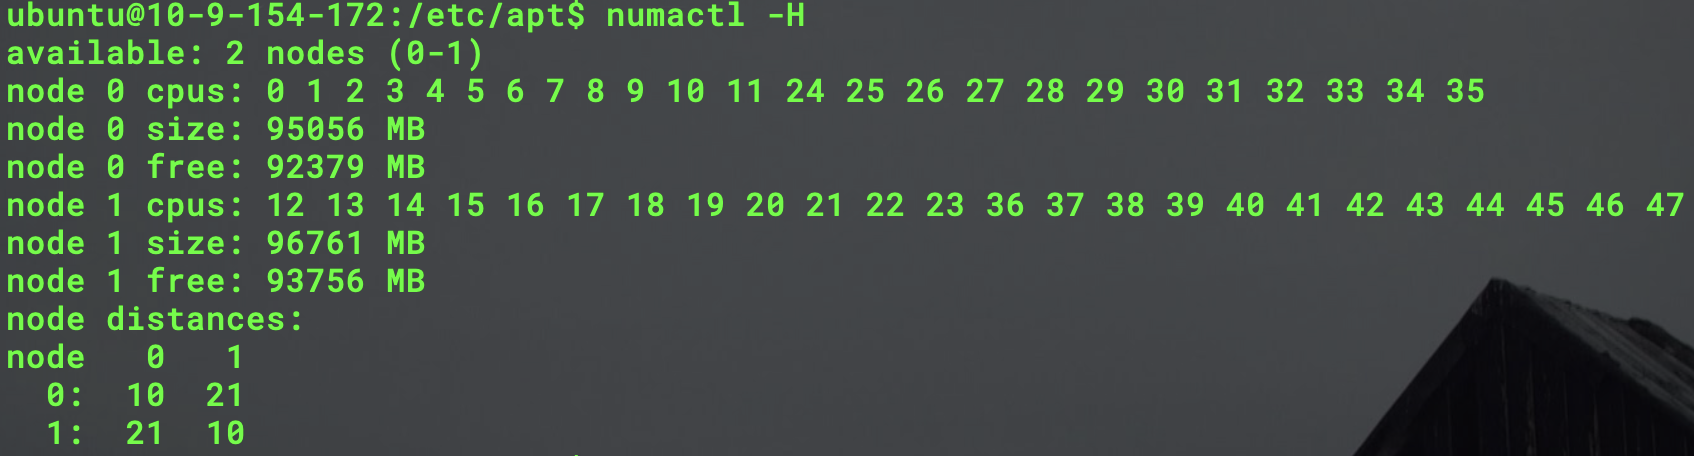 ubuntu@10-9-154-172:/etc/apt$ numactl -H
available: 2 nodes (0-1)
node 0 cpus: 0 1 2 3 4 5 6 7 8 9 10 11 24 25 26 27 28 29 30 31 32 33 34 35
node 0 size: 95056 MB
node 0 free: 92379 MB
node 1 cpus: 12 13 14 15 16 17 18 19 20 21 22 23 36 37 38 39 40 41 42 43 44 45 46 47
node 1 size: 96761 MB
node 1 free: 93756 MB
node distances:
node   0   1
  0:  10  21
  1:  21  10